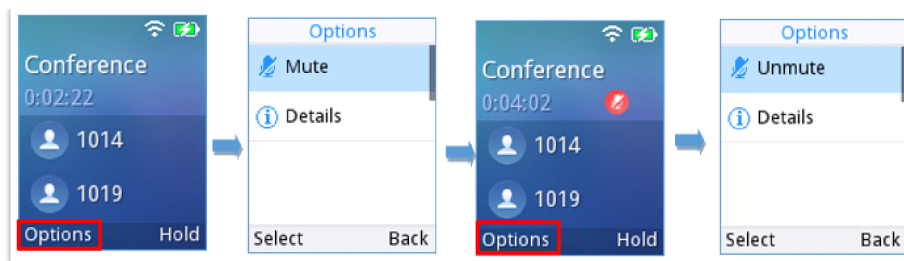 Conference
0:02:22
1014
1019
Options Hold
Options
Mute
Details
Select Back
Conference
0:04:02
1014
1019
Options Hold
Options
Unmute
Details
Select Back